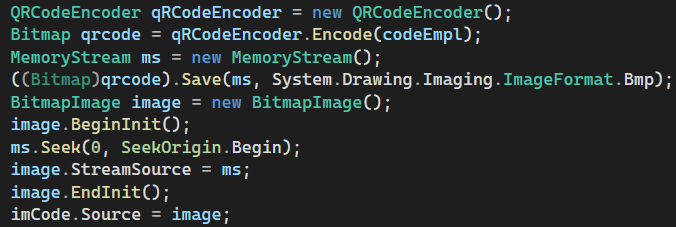 QRCodeEncoder qRCodeEncoder = new QRCodeEncoder();
Bitmap qrcode = qRCodeEncoder.Encode(codeEmpl);
MemoryStream ms = new MemoryStream();
((Bitmap)qrcode).Save(ms, System.Drawing.Imaging.ImageFormat.Bmp);
BitmapImage image = new BitmapImage();
image.BeginInit();
ms.Seek(0, SeekOrigin.Begin);
image.StreamSource = ms;
image.EndInit();
imCode.Source = image;